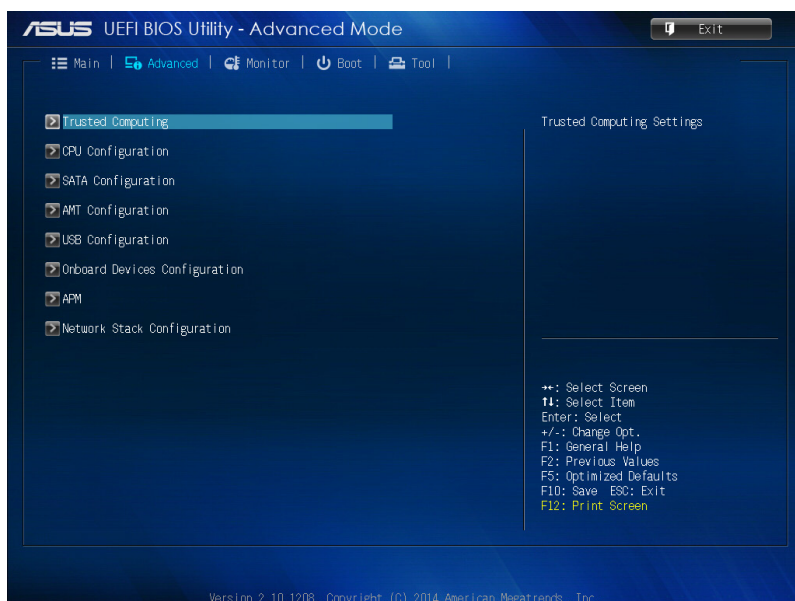 ASUS UEFI BIOS Utility - Advanced Mode
Exit
Main | Advanced | Monitor | Boot | Tool |
Trusted Computing
Trusted Computing Settings
CPU Configuration
SATA Configuration
AMT Configuration
USB Configuration
Onboard Devices Configuration
APM
Network Stack Configuration
→←: Select Screen
↑↓: Select Item
Enter: Select
+/-: Change Opt.
F1: General Help
F2: Previous Values
F5: Optimized Defaults
F10: Save ESC: Exit
F12: Print Screen
Version 2.10.1208. Copyright (C) 2014 American Megatrends, Inc.